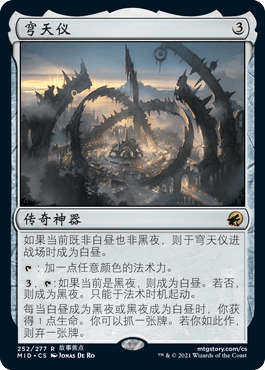 穹天仪 3
传奇神器
如果当前既非白昼也非黑夜，则于穹天仪进
战场时成为白昼。
：加一点任意颜色的法术力。
3，：如果当前是黑夜，则成为白昼。若否，
则成为黑夜。只能于法术时机起动。
每当白昼成为黑夜或黑夜成为白昼时，你获
得1点生命。你可以抓一张牌。若你如此作，
则弃一张牌。
252/277 R 故事焦点 mtgstory.com/cs
MID • CS JONAS DE RO ™ & © 2021 Wizards of the Coast